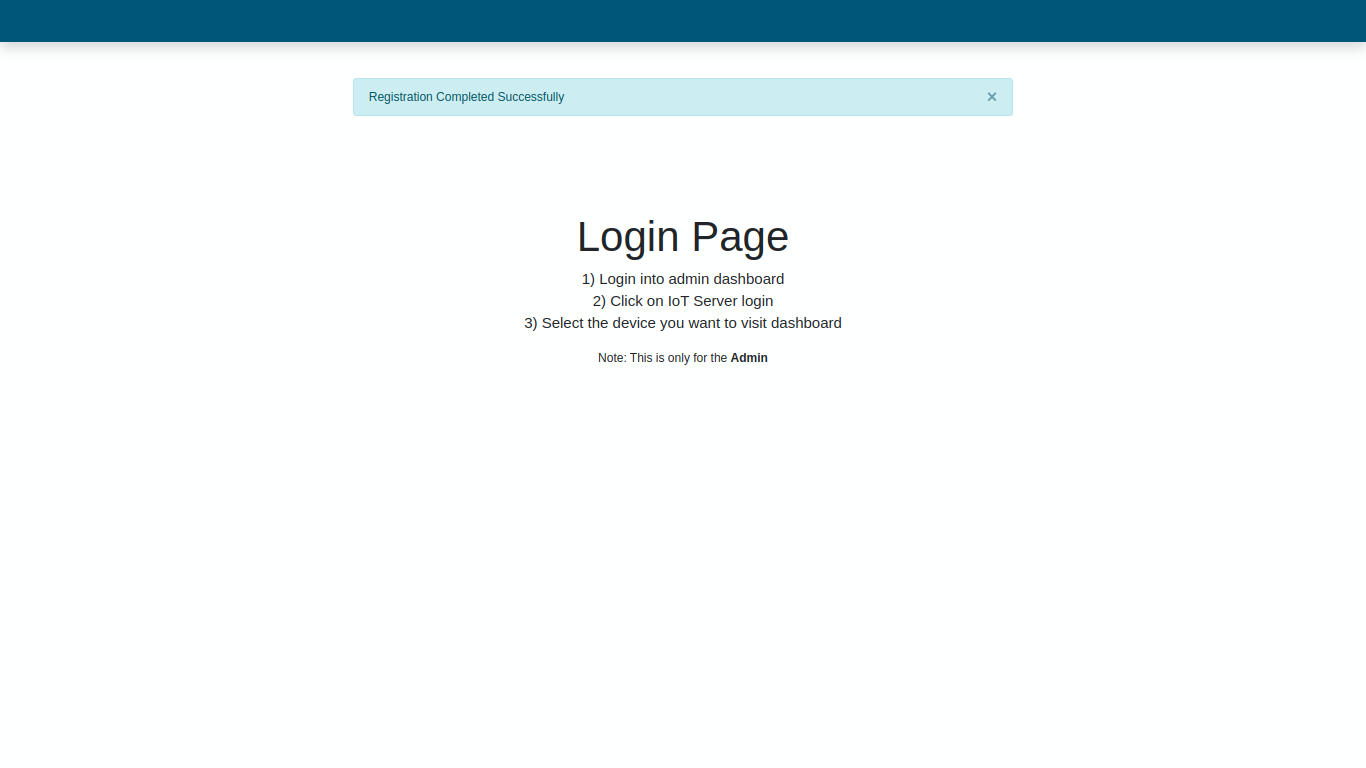 Registration Completed Successfully ×
Login Page
1) Login into admin dashboard
2) Click on IoT Server login
3) Select the device you want to visit dashboard
Note: This is only for the Admin